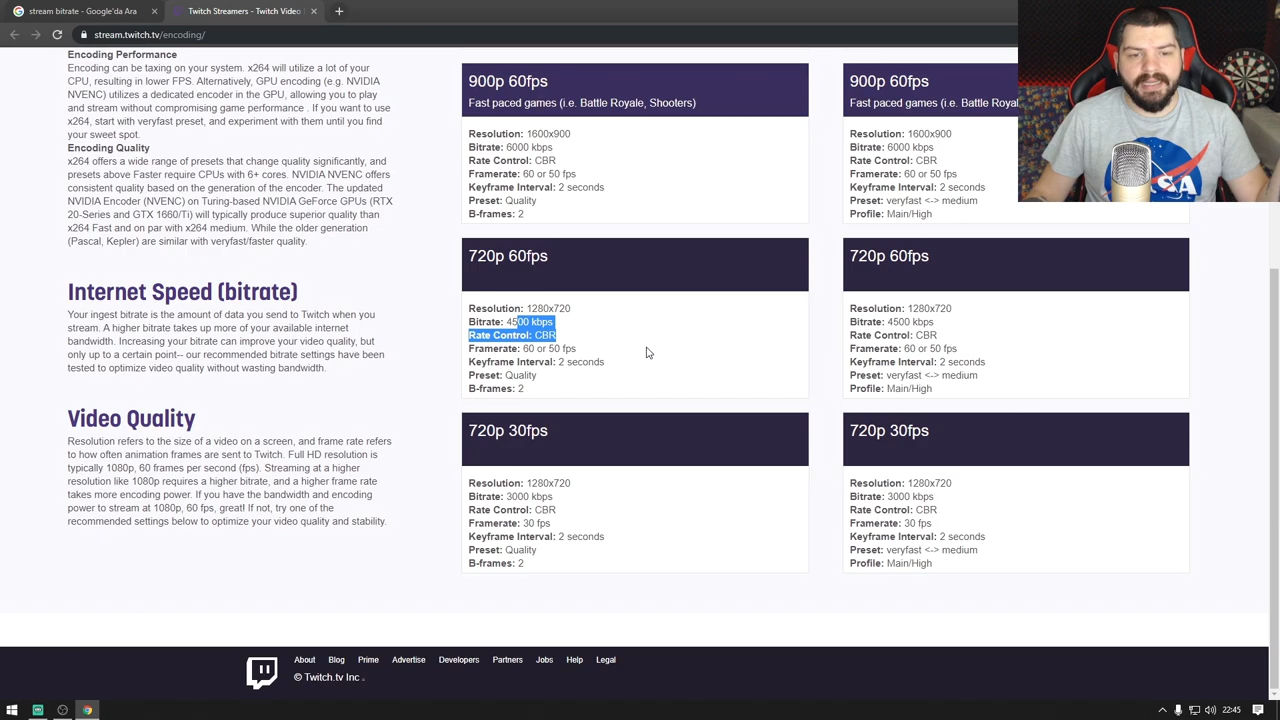 stream bitrate - Google'da Ara
Twitch Streamers - Twitch Video
stream.twitch.tv/encoding/
Encoding Performance
Encoding can be taxing on your system. x264 will utilize a lot of your
CPU, resulting in lower FPS. Alternatively, GPU encoding (e.g. NVIDIA
NVENC) utilizes a dedicated encoder in the GPU, allowing you to play
and stream without compromising game performance . If you want to use
x264, start with veryfast preset, and experiment with them until you find
your sweet spot.
Encoding Quality
x264 offers a wide range of presets that change quality significantly, and
presets above Faster require CPUs with 6+ cores. NVIDIA NVENC offers
consistent quality based on the generation of the encoder. The updated
NVIDIA Encoder (NVENC) on Turing-based NVIDIA GeForce GPUs (RTX
20-Series and GTX 1660/Ti) will typically produce superior quality than
x264 Fast and on par with x264 medium. While the older generation
(Pascal, Kepler) are similar with veryfast/faster quality.
Internet Speed (bitrate)
Your ingest bitrate is the amount of data you send to Twitch when you
stream. A higher bitrate takes up more of your available internet
bandwidth. Increasing your bitrate can improve your video quality, but
only up to a certain point-- our recommended bitrate settings have been
tested to optimize video quality without wasting bandwidth.
Video Quality
Resolution refers to the size of a video on a screen, and frame rate refers
to how often animation frames are sent to Twitch. Full HD resolution is
typically 1080p, 60 frames per second (fps). Streaming at a higher
resolution like 1080p requires a higher bitrate, and a higher frame rate
takes more encoding power. If you have the bandwidth and encoding
power to stream at 1080p, 60 fps, great! If not, try one of the
recommended settings below to optimize your video quality and stability.
900p 60fps
Fast paced games (i.e. Battle Royale, Shooters)
Resolution: 1600x900
Bitrate: 6000 kbps
Rate Control: CBR
Framerate: 60 or 50 fps
Keyframe Interval: 2 seconds
Preset: Quality
B-frames: 2
720p 60fps
Resolution: 1280x720
Bitrate: 4500 kbps
Rate Control: CBR
Framerate: 60 or 50 fps
Keyframe Interval: 2 seconds
Preset: Quality
B-frames: 2
720p 30fps
Resolution: 1280x720
Bitrate: 3000 kbps
Rate Control: CBR
Framerate: 30 fps
Keyframe Interval: 2 seconds
Preset: Quality
B-frames: 2
900p 60fps
Fast paced games (i.e. Battle Roya
Resolution: 1600x900
Bitrate: 6000 kbps
Rate Control: CBR
Framerate: 60 or 50 fps
Keyframe Interval: 2 seconds
Preset: veryfast <-> medium
Profile: Main/High
720p 60fps
Resolution: 1280x720
Bitrate: 4500 kbps
Rate Control: CBR
Framerate: 60 or 50 fps
Keyframe Interval: 2 seconds
Preset: veryfast <-> medium
Profile: Main/High
720p 30fps
Resolution: 1280x720
Bitrate: 3000 kbps
Rate Control: CBR
Framerate: 30 fps
Keyframe Interval: 2 seconds
Preset: veryfast <-> medium
Profile: Main/High
About Blog Prime Advertise Developers Partners Jobs Help Legal
© Twitch.tv Inc .
22:45